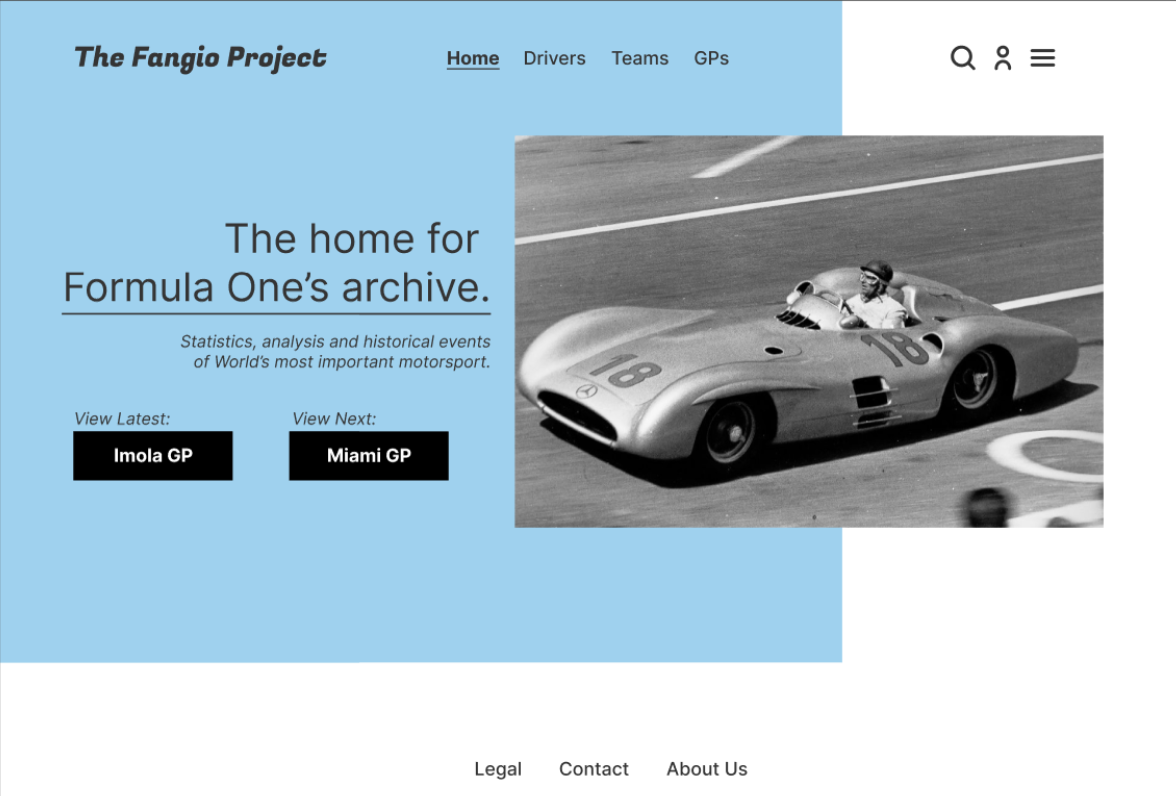 The Fangio Project
Home Drivers Teams GPs
The home for
Formula One’s archive.
Statistics, analysis and historical events
of World’s most important motorsport.
View Latest: View Next:
Imola GP Miami GP
18
18
Legal Contact About Us